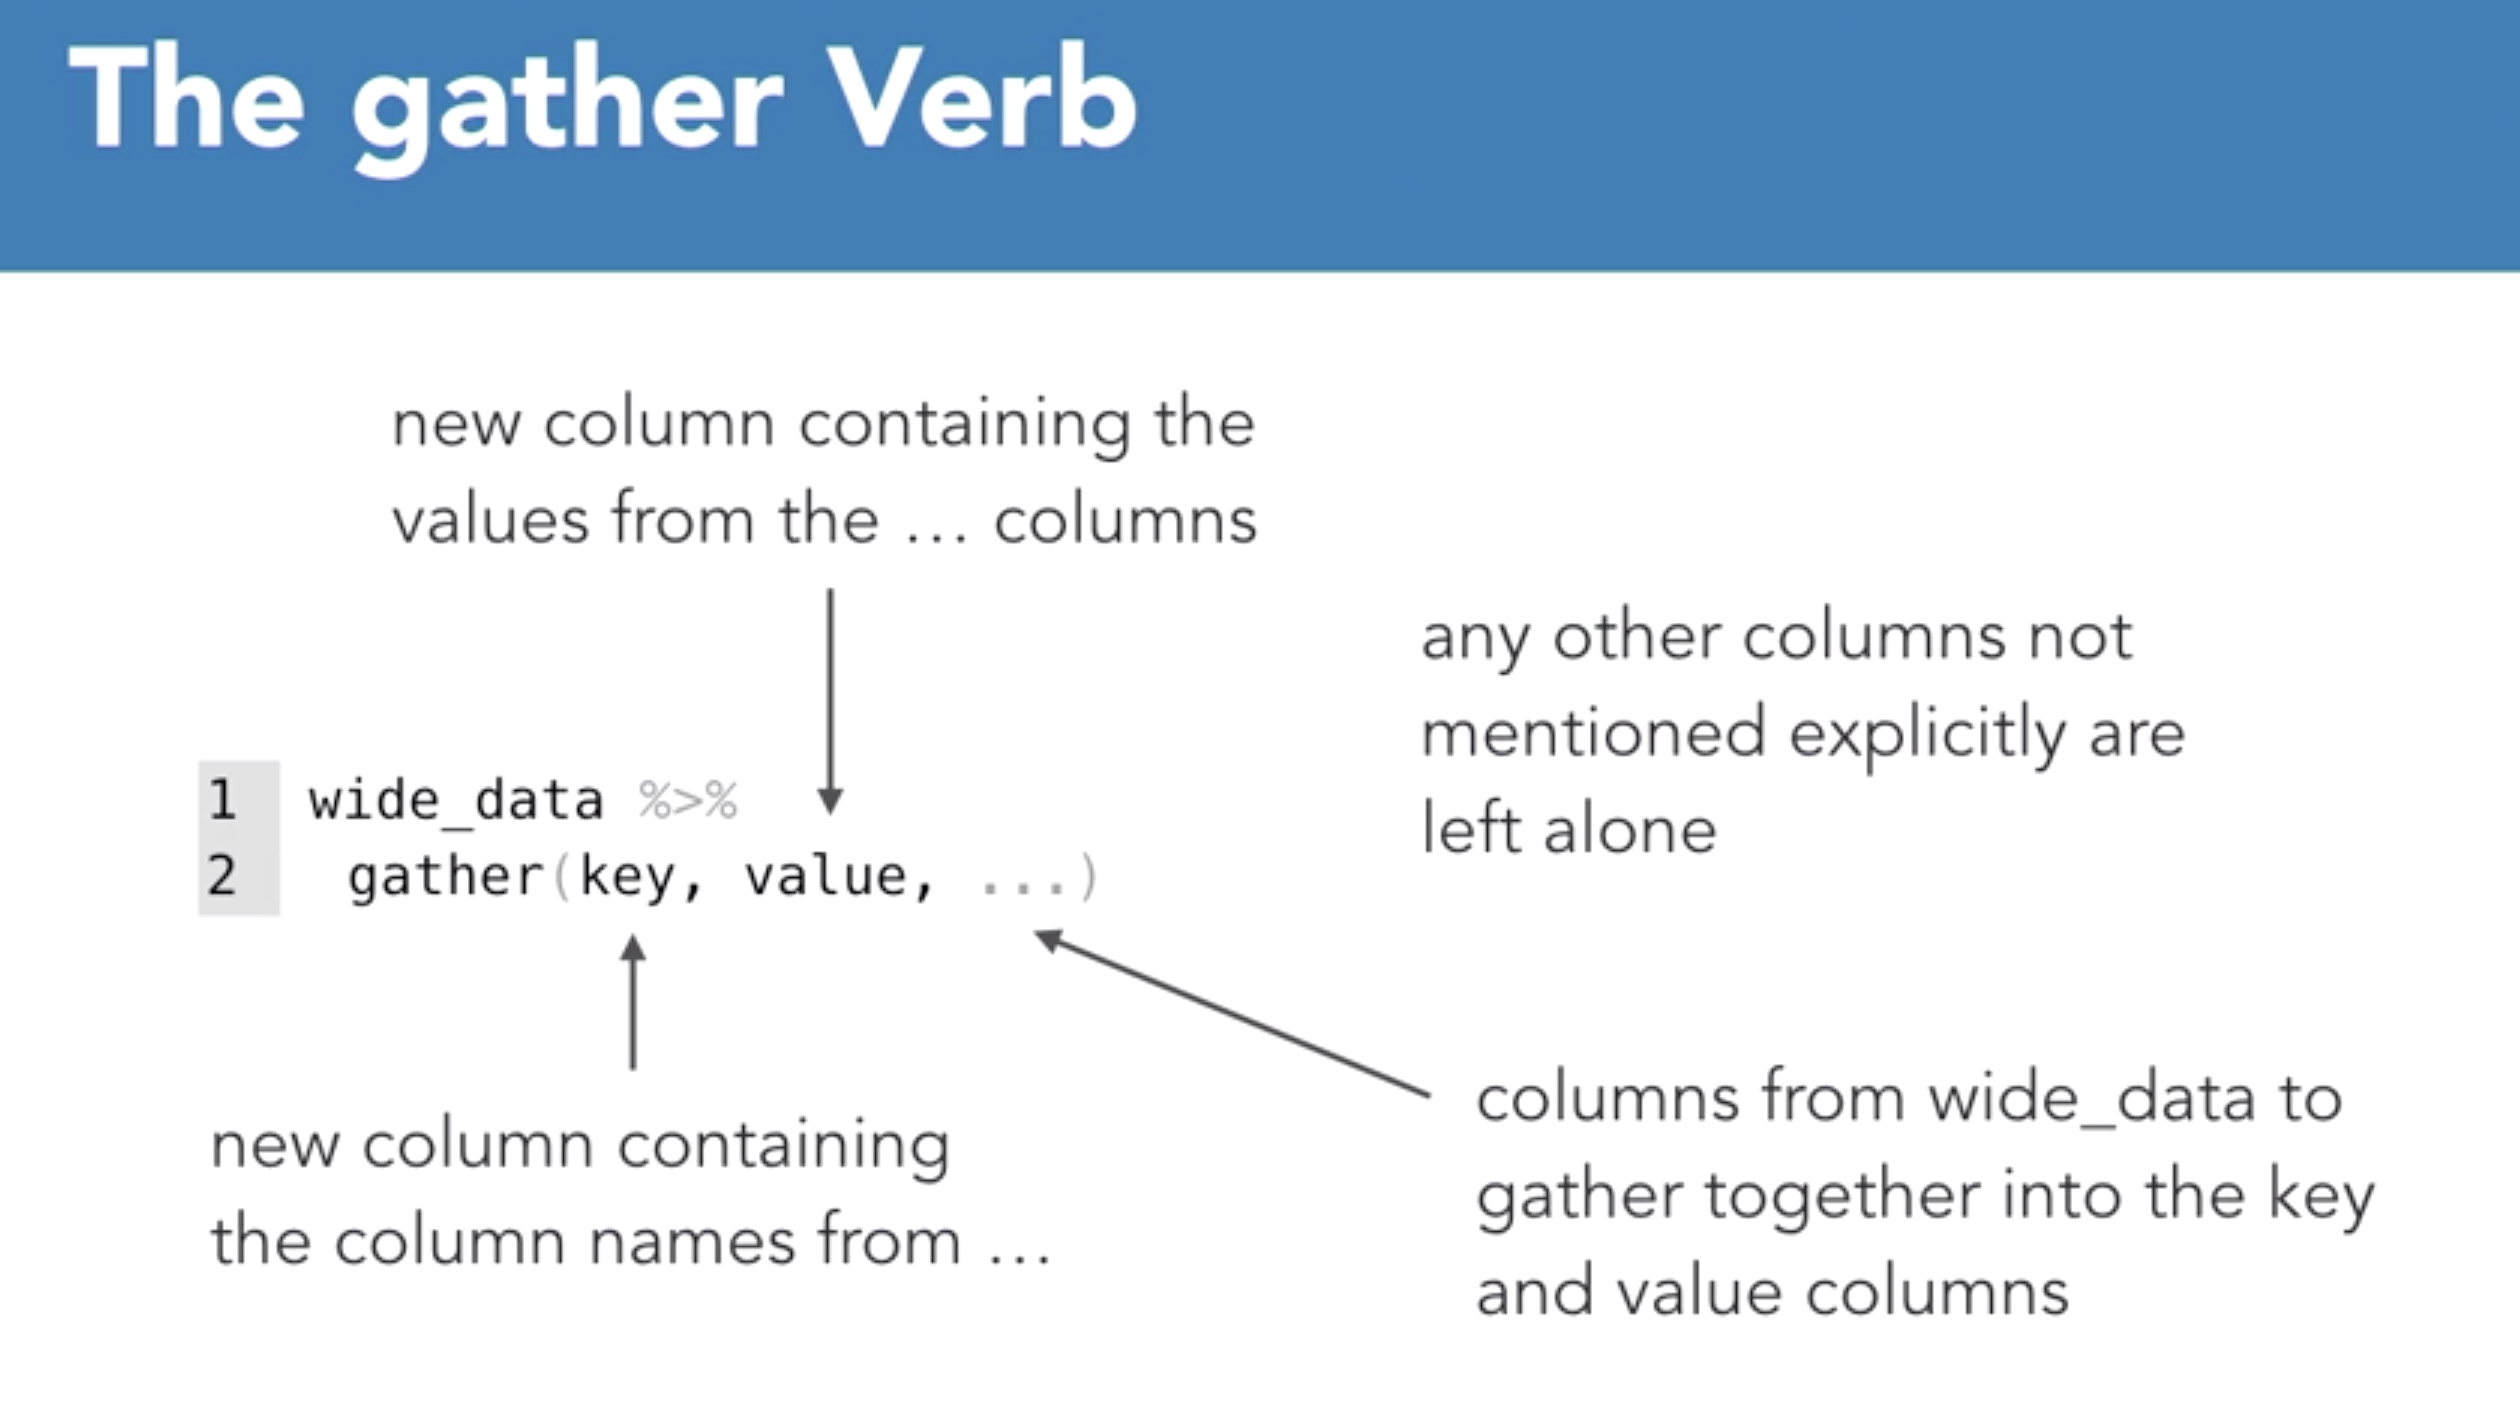 The gather Verb
new column containing the
values from the … columns
any other columns not
mentioned explicitly are
left alone
1 wide_data %>%
2 gather(key, value, ...)
new column containing
the column names from …
columns from wide_data to
gather together into the key
and value columns